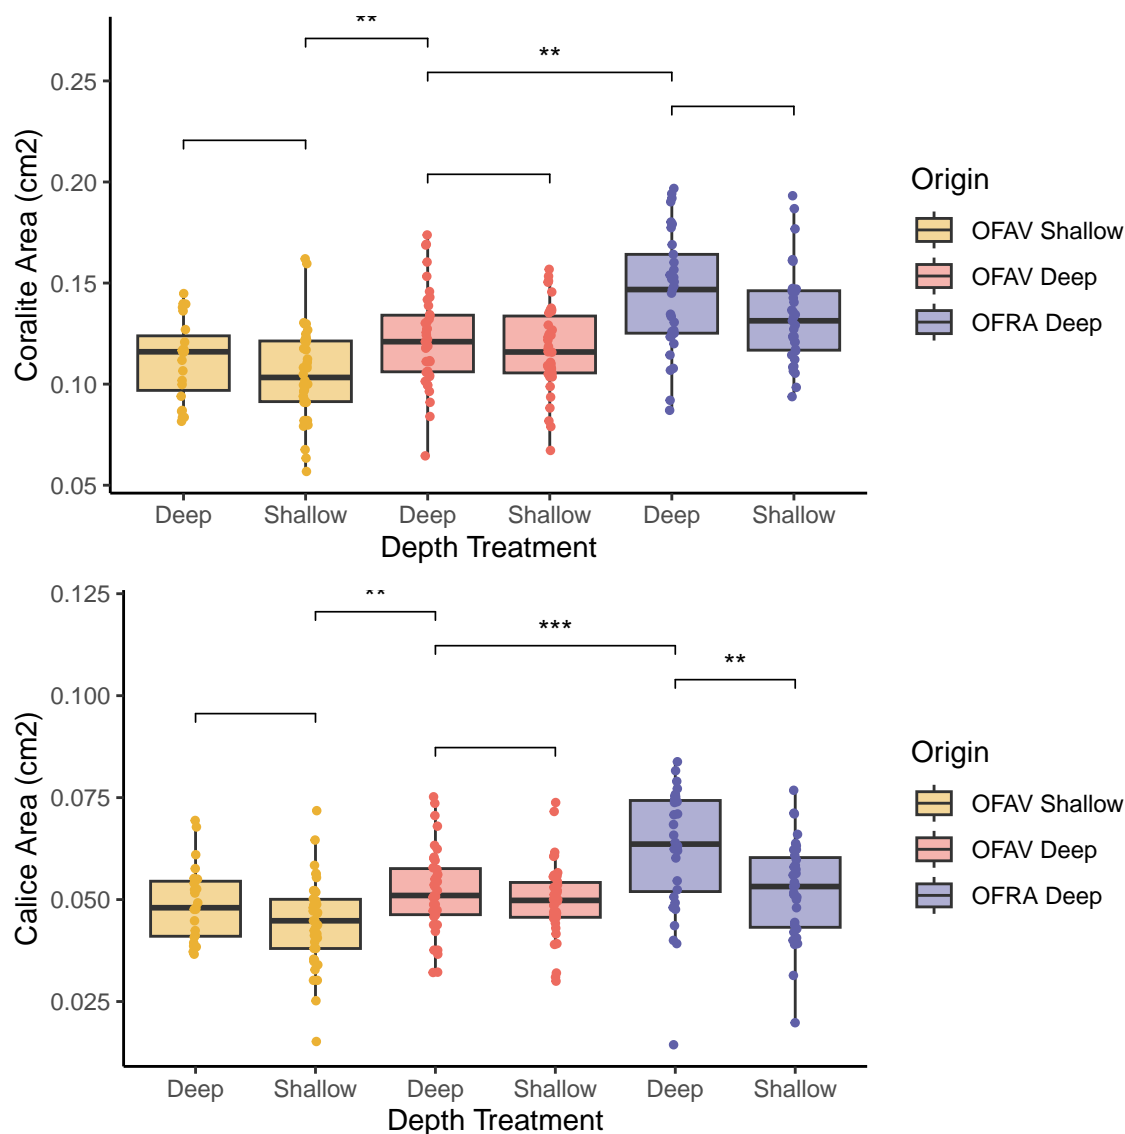 **
**
0.25
0.20
0.15
0.10
0.05
Coralite Area (cm2)
Deep Shallow Deep Shallow Deep Shallow
Depth Treatment
Origin
OFAV Shallow
OFAV Deep
OFRA Deep
0.125
**
***
**
0.100
0.075
0.050
0.025
Calice Area (cm2)
Deep Shallow Deep Shallow Deep Shallow
Depth Treatment
Origin
OFAV Shallow
OFAV Deep
OFRA Deep